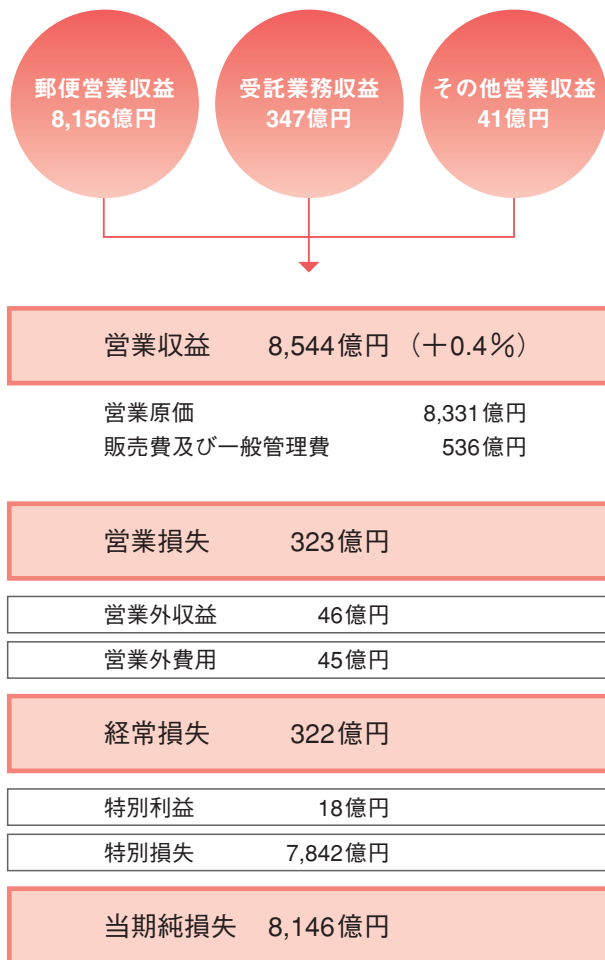 郵便営業収益
8,156億円
受託業務収益
347億円
その他営業収益
41億円
営業収益 8,544億円（＋0.4％）
営業原価 8,331億円
販売費及び一般管理費 536億円
営業損失 323億円
営業外収益 46億円
営業外費用 45億円
経常損失 322億円
特別利益 18億円
特別損失 7,842億円
当期純損失 8,146億円